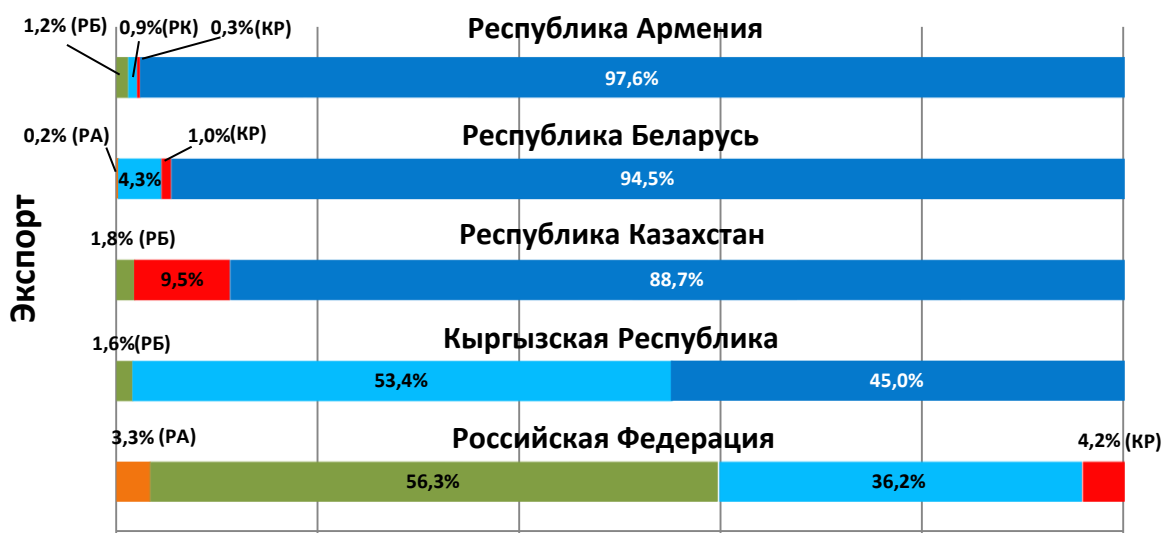 Экспорт
Республика Армения
1,2% (РБ) 0,9%(РК) 0,3%(КР)
97,6%
Республика Беларусь
0,2% (РА) 1,0%(КР)
4,3% 94,5%
Республика Казахстан
1,8% (РБ)
9,5% 88,7%
Кыргызская Республика
1,6%(РБ)
53,4% 45,0%
Российская Федерация
3,3% (РА) 4,2% (КР)
56,3% 36,2%